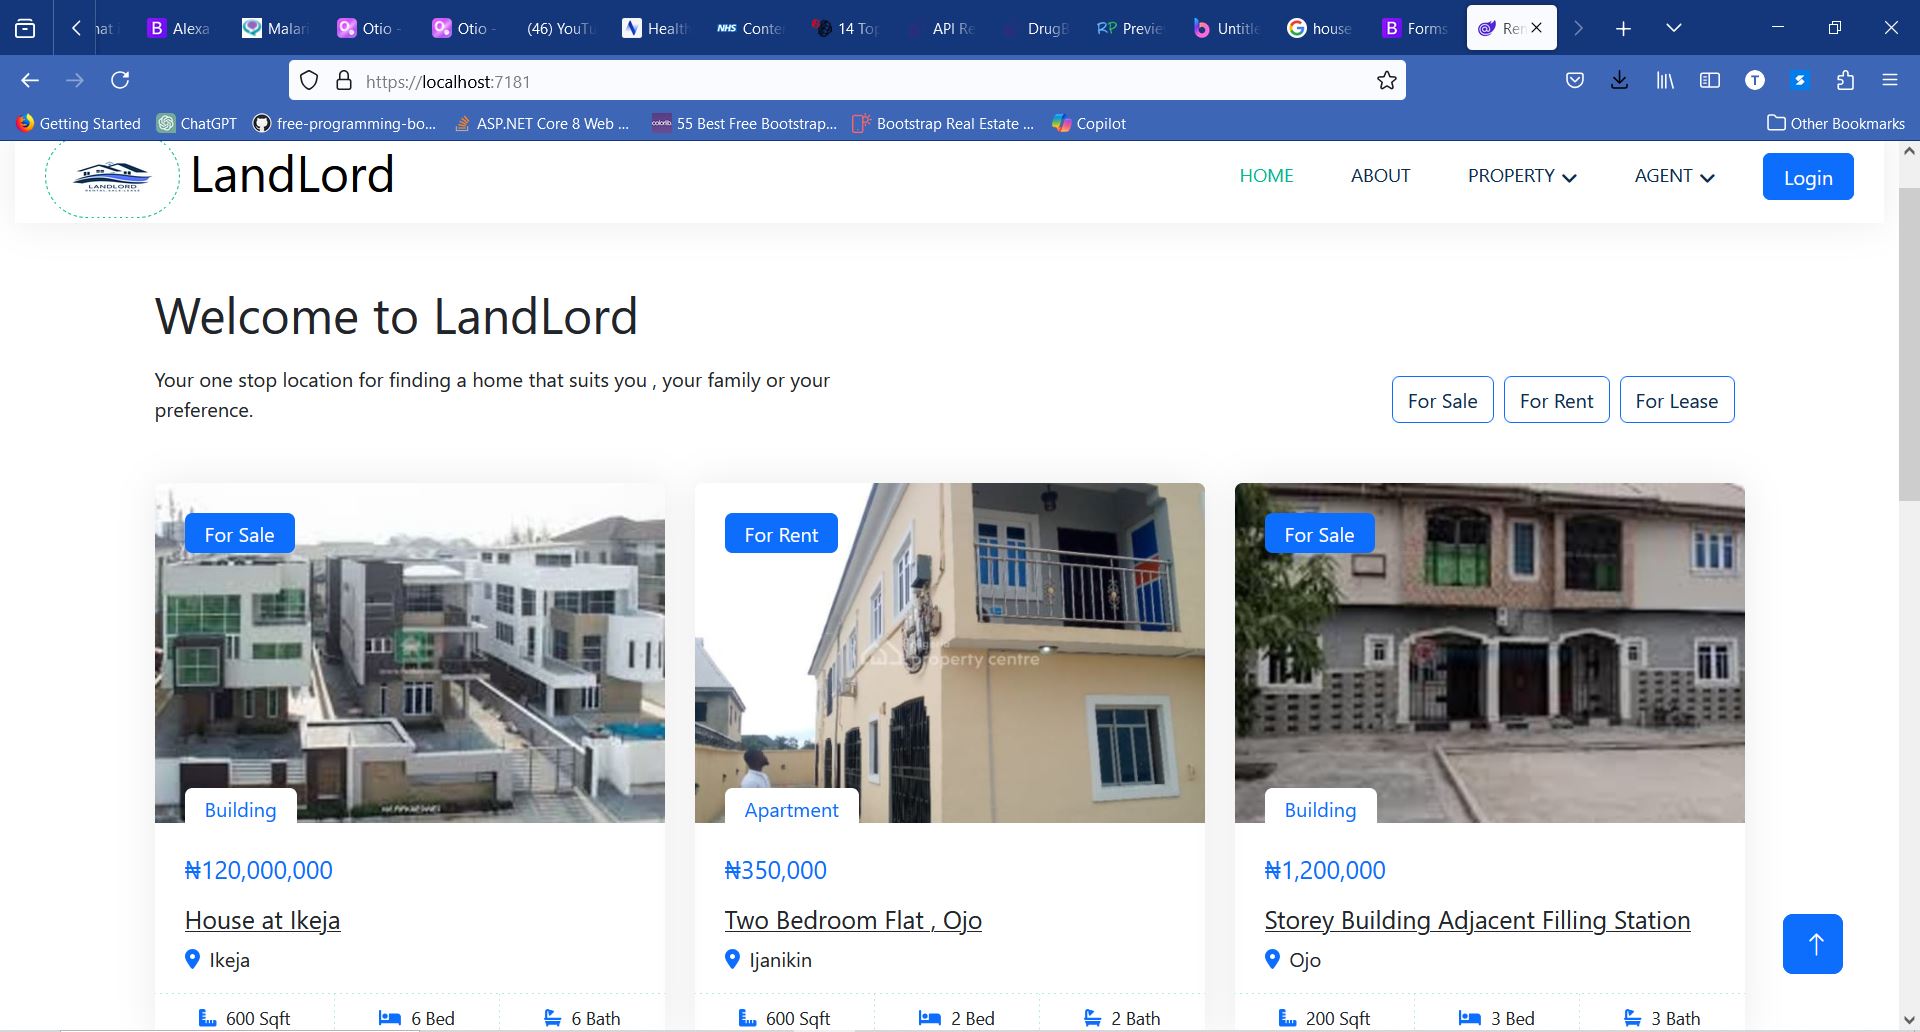 Alexa
Malari
Otio -
Otio -
(46) YouTu
Health
NHS Conte
14 Top
API Re
DrugB
RP Previe
Untitle
house
Forms
Ren
https://localhost:7181
Getting Started
ChatGPT
free-programming-bo...
ASP.NET Core 8 Web ...
colorlib 55 Best Free Bootstrap...
Bootstrap Real Estate ...
Copilot
Other Bookmarks
LANDLORD
LandLord
HOME ABOUT PROPERTY AGENT Login
Welcome to LandLord
Your one stop location for finding a home that suits you , your family or your
preference.
For Sale For Rent For Lease
For Sale
Building
₦120,000,000
House at Ikeja
Ikeja
600 Sqft 6 Bed 6 Bath
For Rent
property centre
Apartment
₦350,000
Two Bedroom Flat , Ojo
Ijanikin
600 Sqft 2 Bed 2 Bath
For Sale
Building
₦1,200,000
Storey Building Adjacent Filling Station
Ojo
200 Sqft 3 Bed 3 Bath